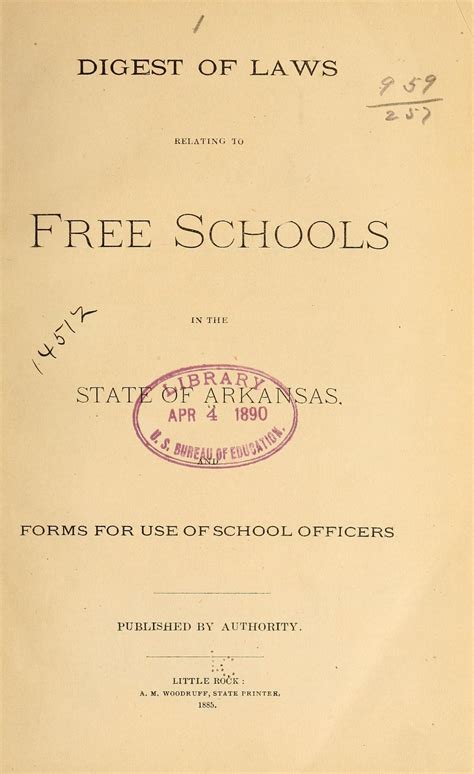 1
DIGEST OF LAWS
959
257
RELATING TO
FREE SCHOOLS
14512
IN THE
STATE OF ARKANSAS.
LIBRARY
APR 4 1890
U. S. BUREAU OF EDUCATION.
AND
FORMS FOR USE OF SCHOOL OFFICERS
PUBLISHED BY AUTHORITY.
LITTLE ROCK:
A. M. WOODRUFF, STATE PRINTER.
1885.